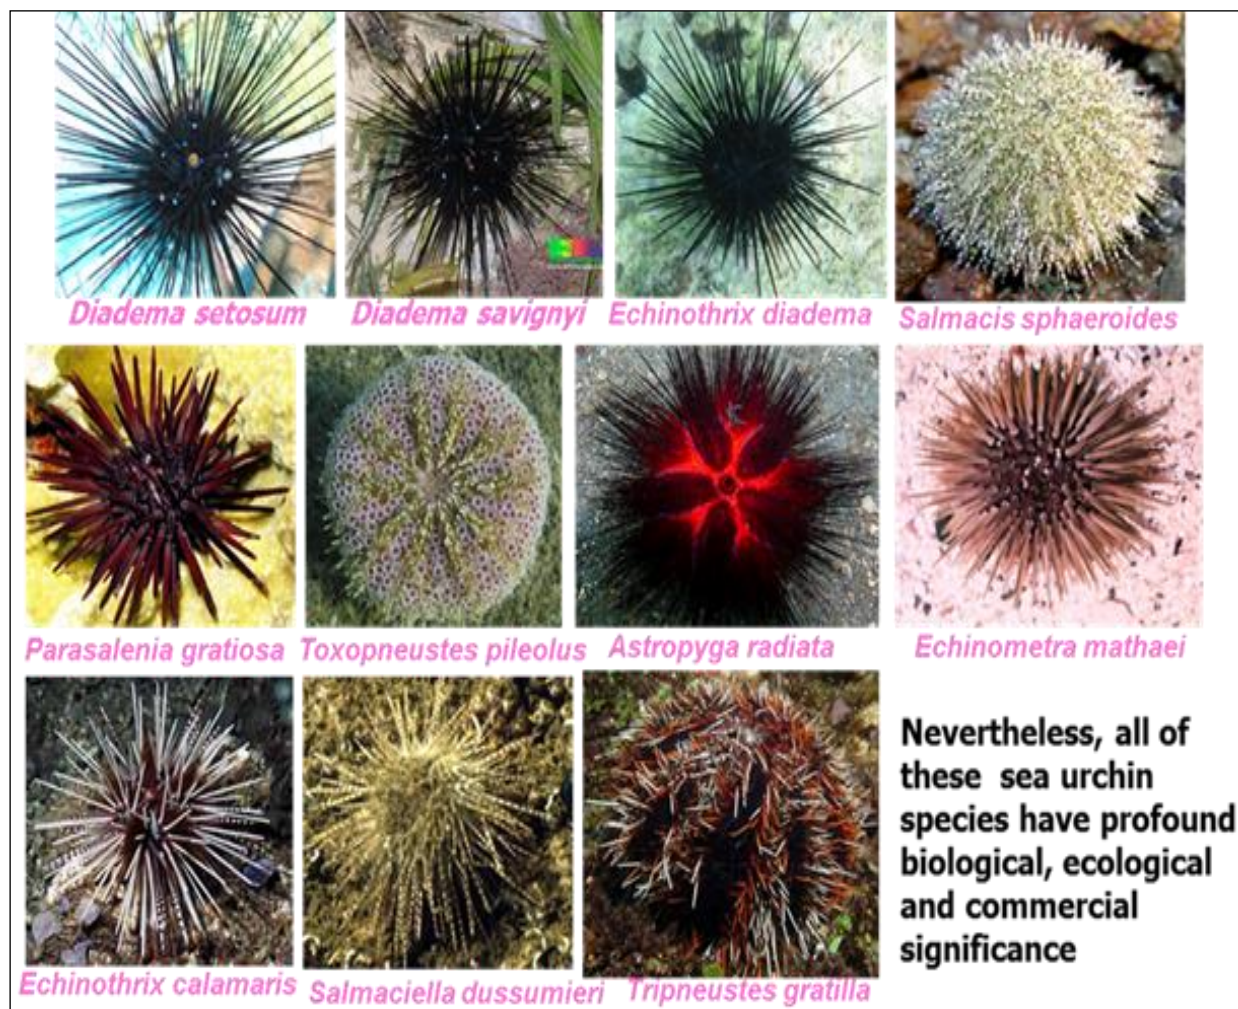 Diadema setosum
Diadema savignyi
Echinothrix diadema
Salmacis sphaeroides
Parasalenia gratiosa
Toxopneustes pileolus
Astropyga radiata
Echinometra mathaei
Echinothrix calamaris
Salmaciella dussumieri
Tripneustes gratilla
Nevertheless, all of
these sea urchin
species have profound
biological, ecological
and commercial
significance